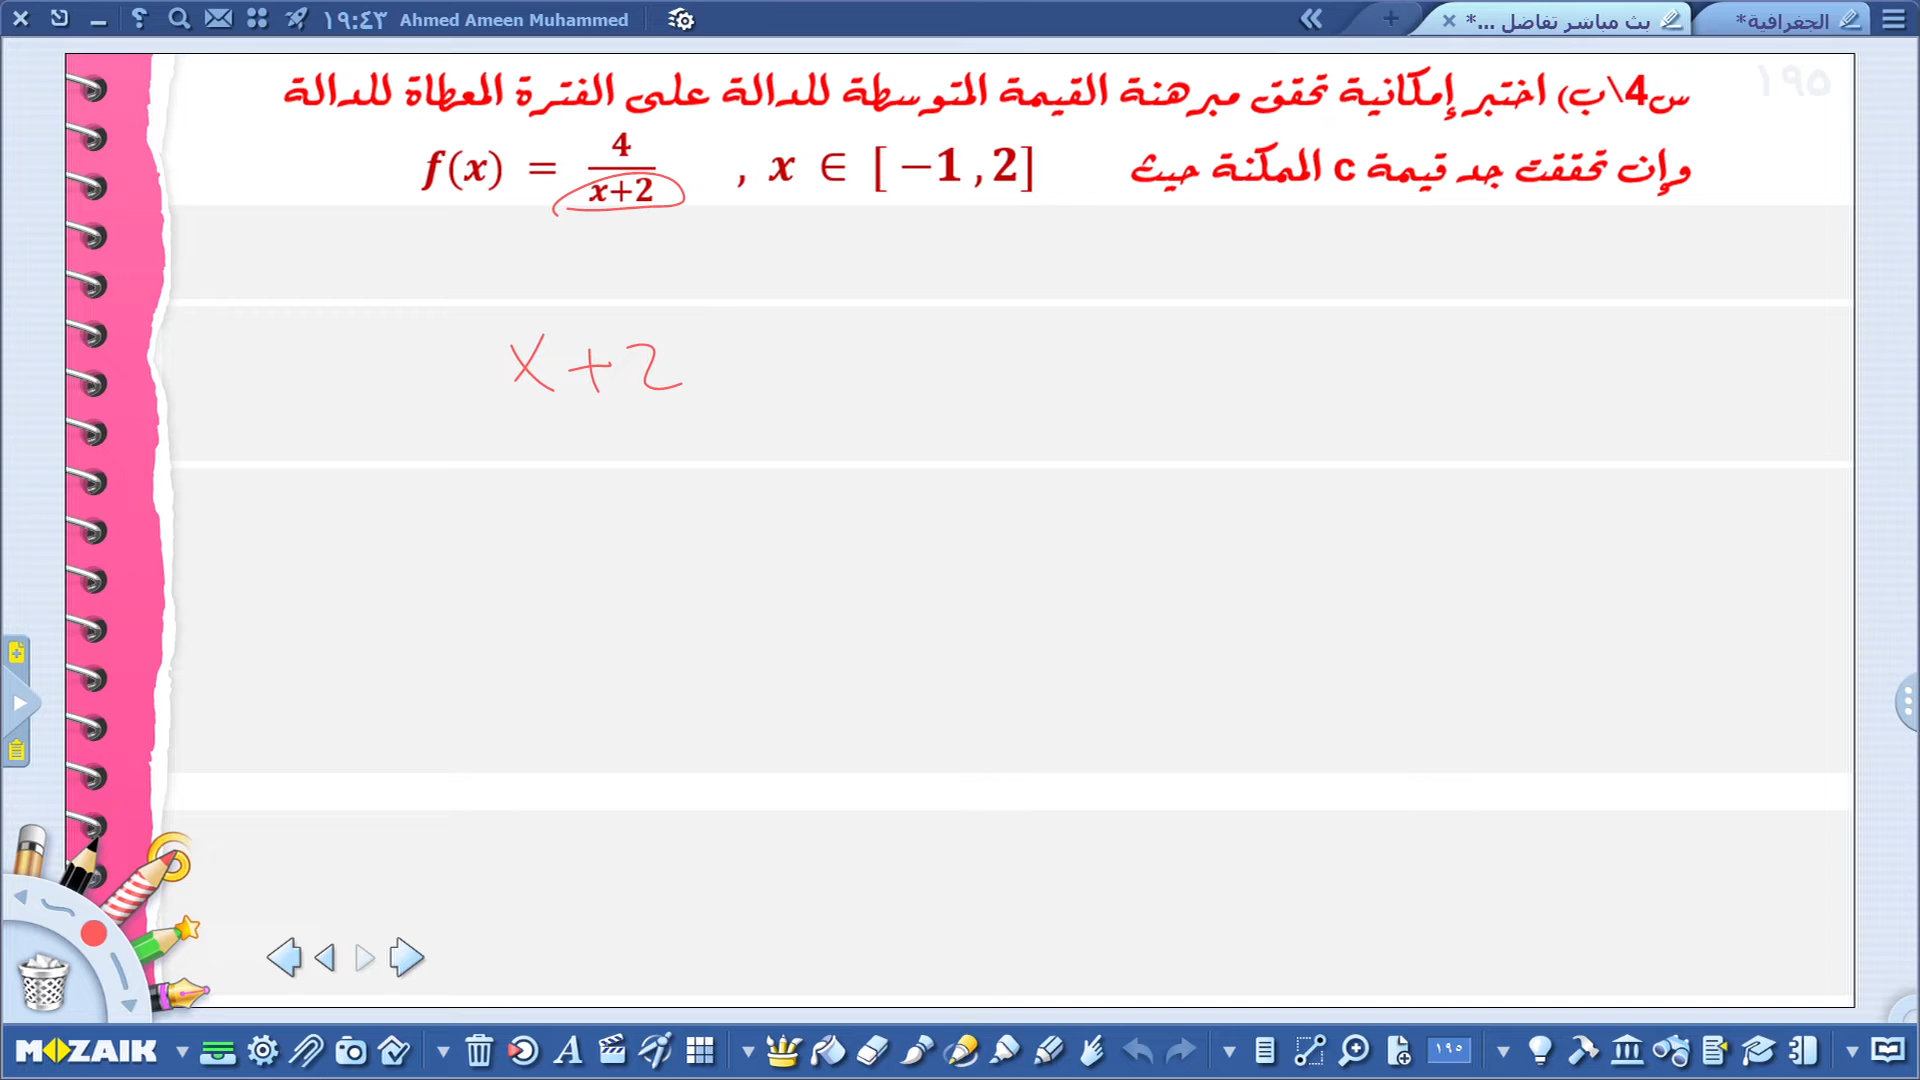 ١٩:٤٣ Ahmed Ameen Muhammed
بث مباشر تفاضل ...*
الجغرافية*
١٩٥
س4\ب) اختبر إمكانية تحقق مبرهنة القيمة المتوسطة للدالة على الفترة المعطاة للدالة
وإن تحققت جد قيمة c الممكنة حيث f(x) = 4/(x+2) , x ∈ [ −1 , 2]
x + 2
MOZAIK
١٩٥